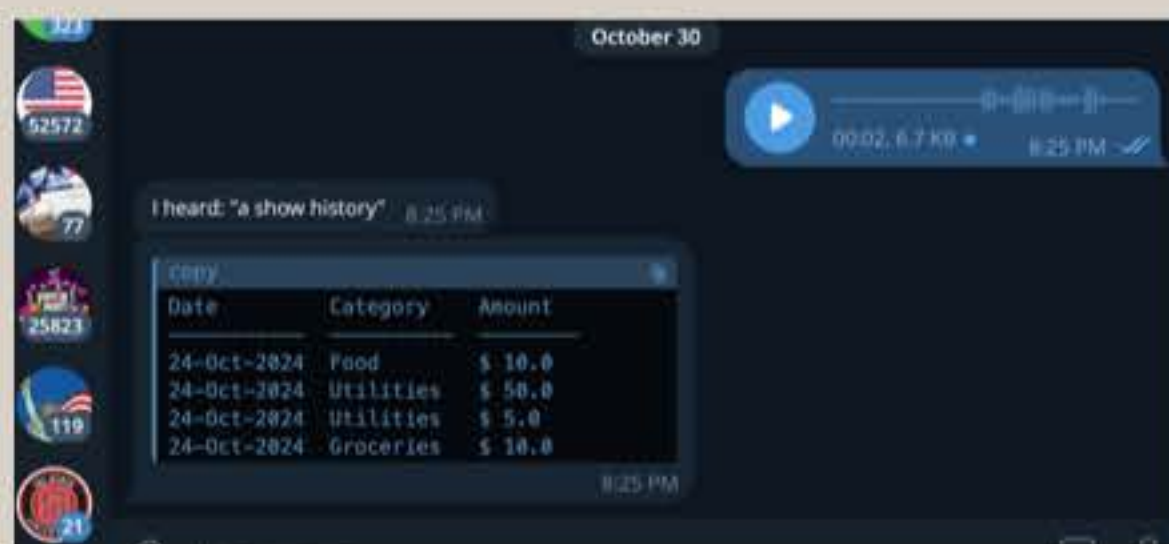 323
October 30
52572
00:02, 6.7 KB
8:25 PM
77
I heard: "a show history" 8:25 PM
copy
25823
Date Category Amount
24-Oct-2024 Food $ 10.0
24-Oct-2024 Utilities $ 50.0
24-Oct-2024 Utilities $ 5.0
24-Oct-2024 Groceries $ 10.0
119
8:25 PM
21